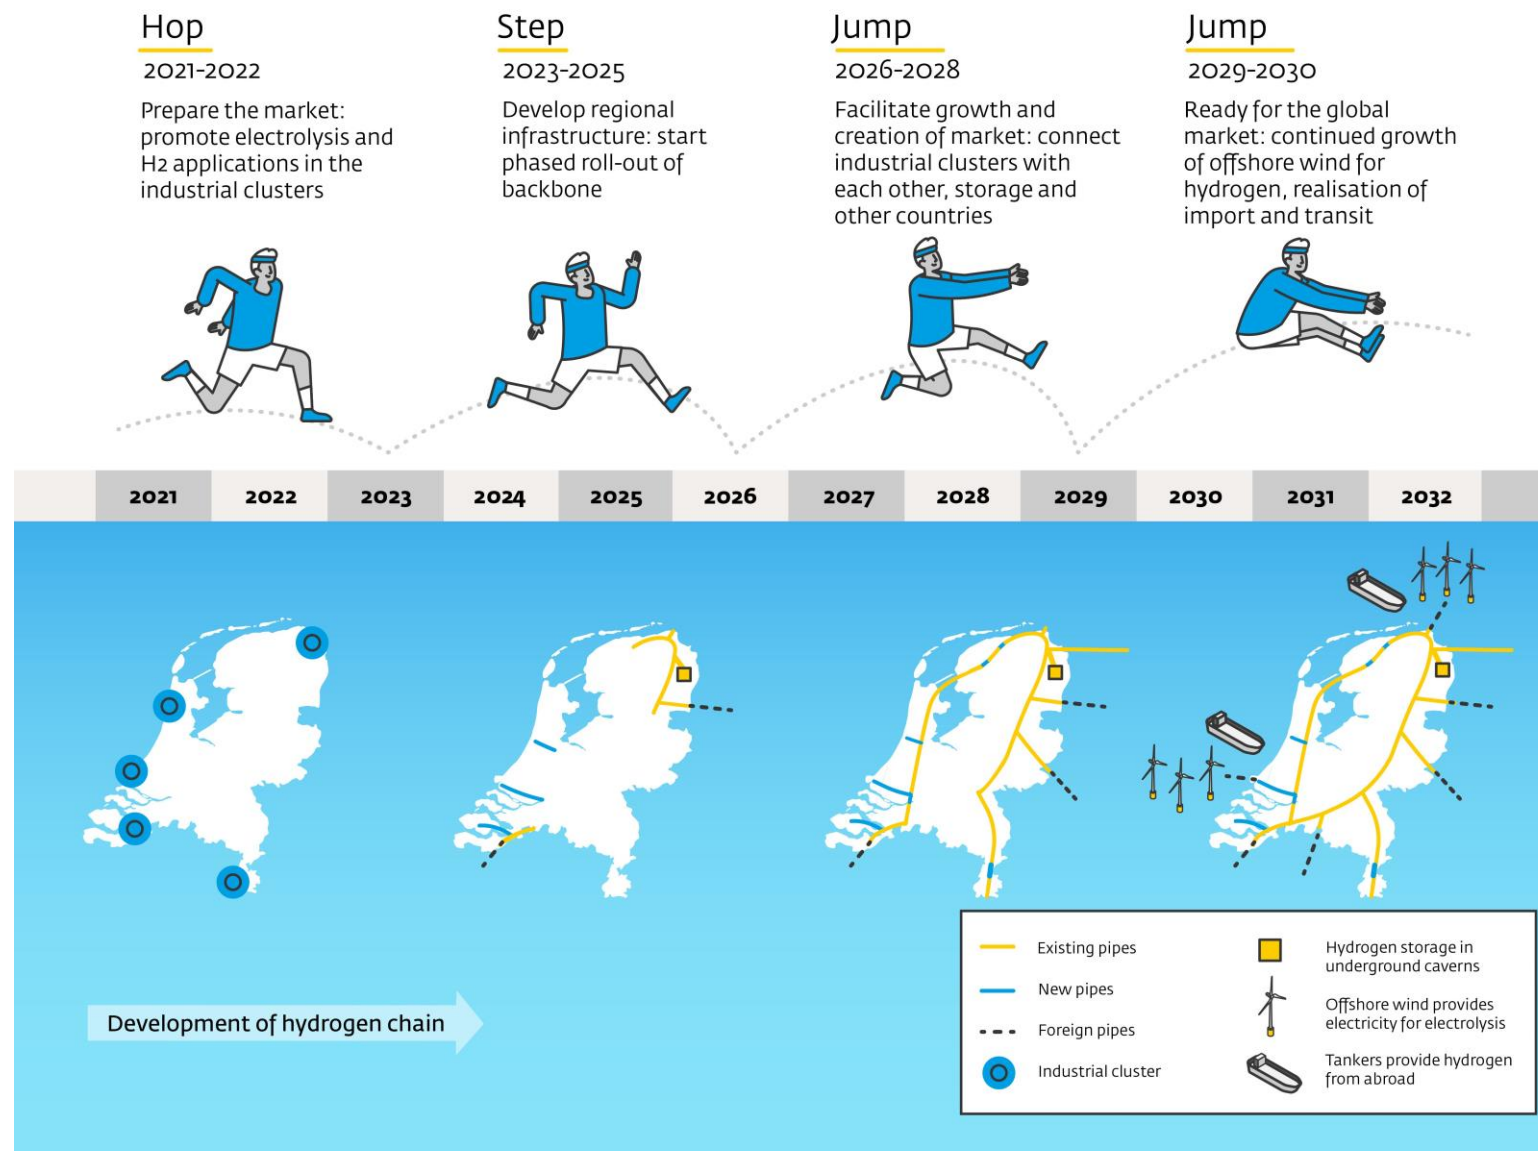 Hop
2021-2022
Prepare the market:
promote electrolysis and
H2 applications in the
industrial clusters
Step
2023-2025
Develop regional
infrastructure: start
phased roll-out of
backbone
Jump
2026-2028
Facilitate growth and
creation of market: connect
industrial clusters with
each other, storage and
other countries
Jump
2029-2030
Ready for the global
market: continued growth
of offshore wind for
hydrogen, realisation of
import and transit
2021 2022 2023 2024 2025 2026 2027 2028 2029 2030 2031 2032
Development of hydrogen chain
Existing pipes
New pipes
Foreign pipes
Industrial cluster
Hydrogen storage in
underground caverns
Offshore wind provides
electricity for electrolysis
Tankers provide hydrogen
from abroad